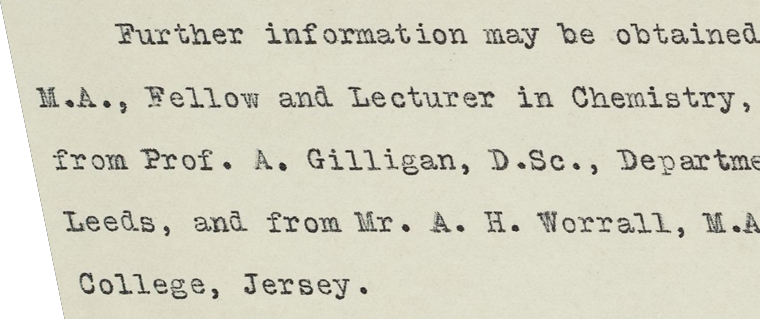 Further information may be obtained
M.A., Fellow and Lecturer in Chemistry,
from Prof. A. Gilligan, D.Sc., Departme
Leeds, and from Mr. A. H. Worrall, M.A
College, Jersey.